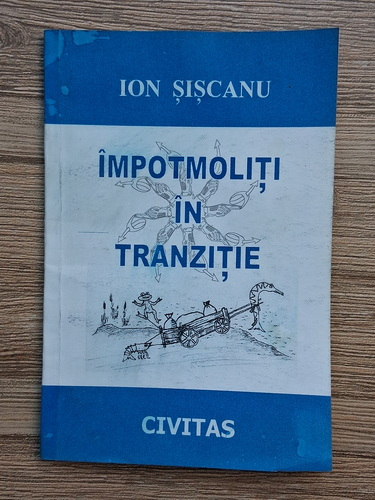 ION ȘIȘCANU
ÎMPOTMOLIȚI
ÎN
TRANZIȚIE
CIVITAS